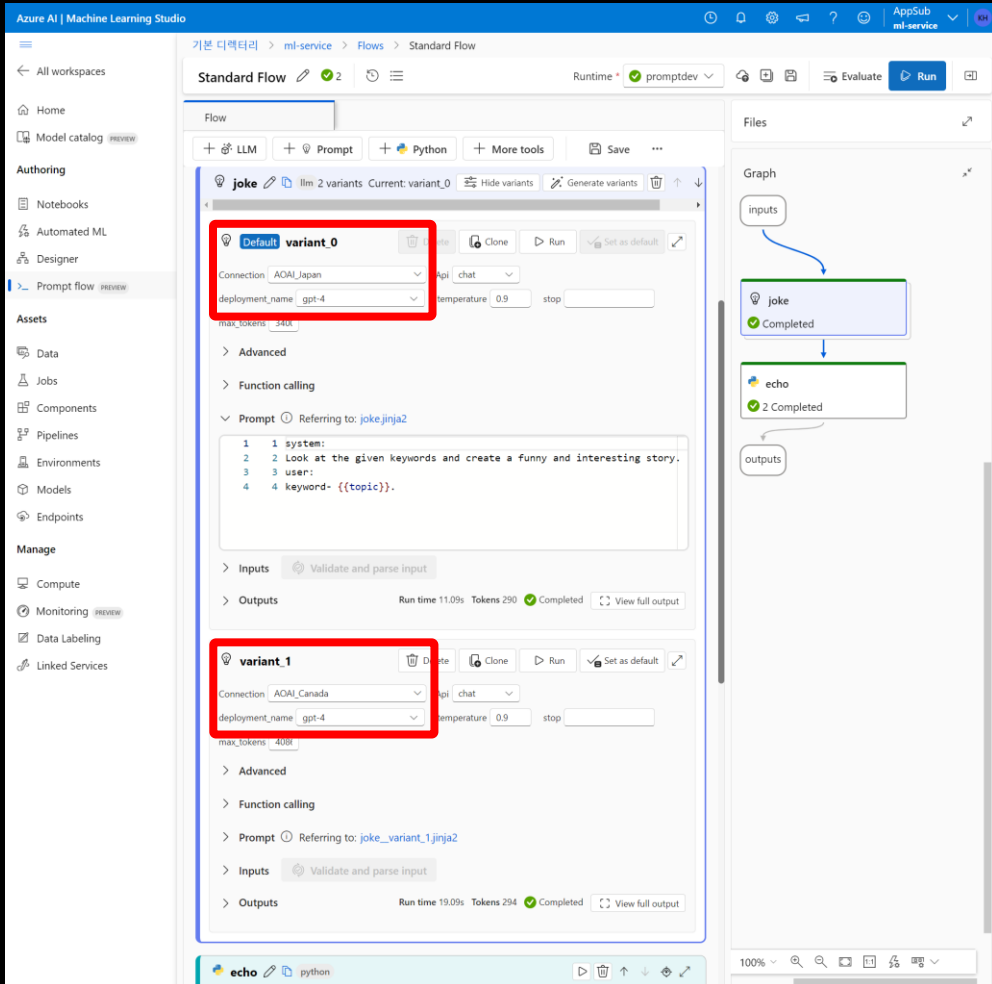 Azure AI | Machine Learning Studio
AppSub
ml-service
KH
All workspaces
Home
Model catalog PREVIEW
Authoring
Notebooks
Automated ML
Designer
Prompt flow PREVIEW
Assets
Data
Jobs
Components
Pipelines
Environments
Models
Endpoints
Manage
Compute
Monitoring PREVIEW
Data Labeling
Linked Services
기본 디렉터리 > ml-service > Flows > Standard Flow
Standard Flow 2
Runtime * promptdev
Evaluate
Run
Flow
+ LLM + Prompt + Python + More tools Save ...
joke llm 2 variants Current: variant_0 Hide variants Generate variants
Default variant_0
Clone Run Set as default
Connection AOAI_Japan Api chat
deployment_name gpt-4 temperature 0.9 stop
max_tokens
> Advanced
> Function calling
Prompt Referring to: joke.jinja2
1 1 system:
2 2 Look at the given keywords and create a funny and interesting story.
3 3 user:
4 4 keyword- {{topic}}.
> Inputs Validate and parse input
> Outputs Run time 11.09s Tokens 290 Completed View full output
variant_1
Clone Run Set as default
Connection AOAI_Canada Api chat
deployment_name gpt-4 temperature 0.9 stop
max_tokens
> Advanced
> Function calling
> Prompt Referring to: joke__variant_1.jinja2
> Inputs Validate and parse input
> Outputs Run time 19.09s Tokens 294 Completed View full output
echo python
Files
Graph
inputs
joke
Completed
echo
2 Completed
outputs
100%
1:1